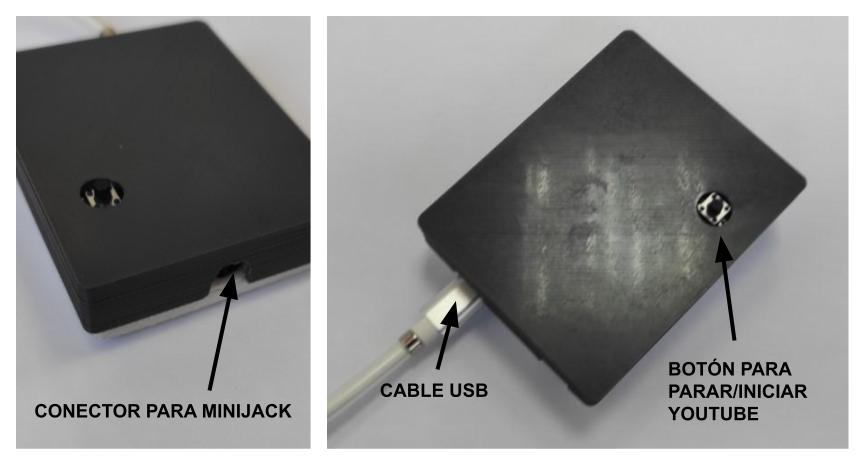 CONECTOR PARA MINIJACK
CABLE USB
BOTÓN PARA
PARAR/INICIAR
YOUTUBE